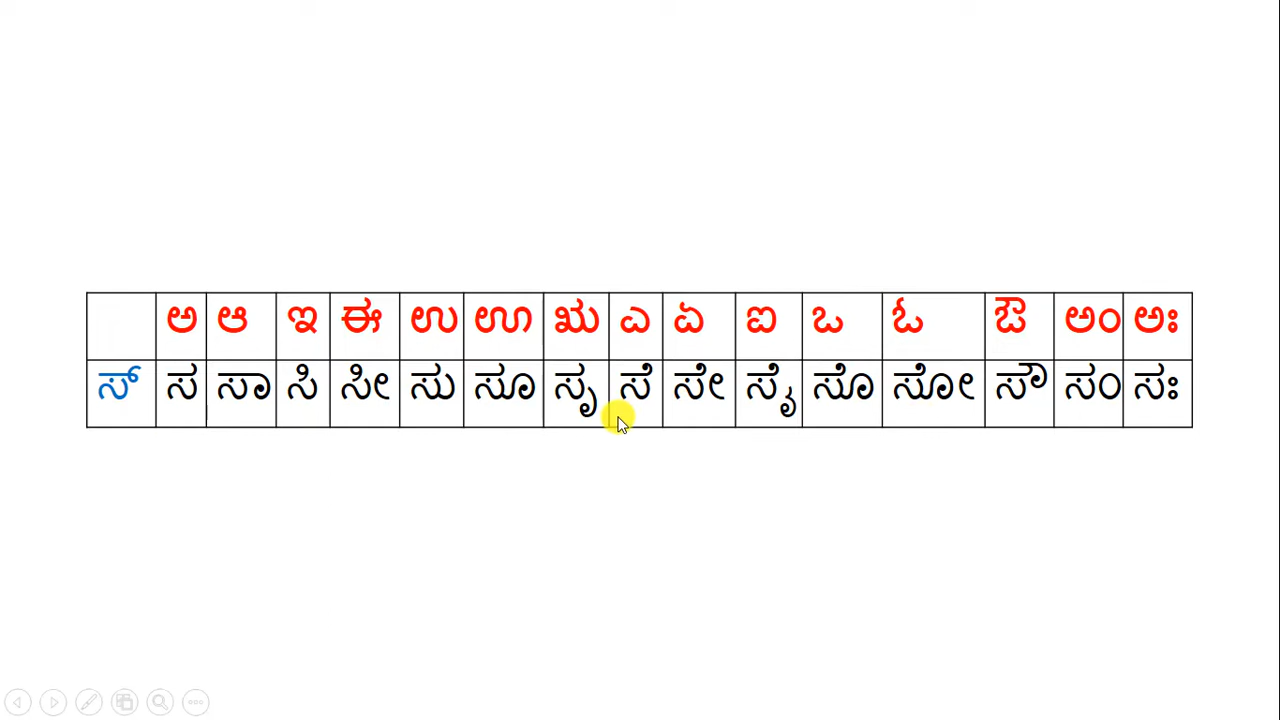 ಅ ಆ ಇ ಈ ಉ ಊ ಋ ಎ ಏ ಐ ಒ ಓ ಔ ಅಂ ಅಃ
ಸ್ ಸ ಸಾ ಸಿ ಸೀ ಸು ಸೂ ಸೃ ಸೆ ಸೇ ಸೈ ಸೊ ಸೋ ಸೌ ಸಂ ಸಃ